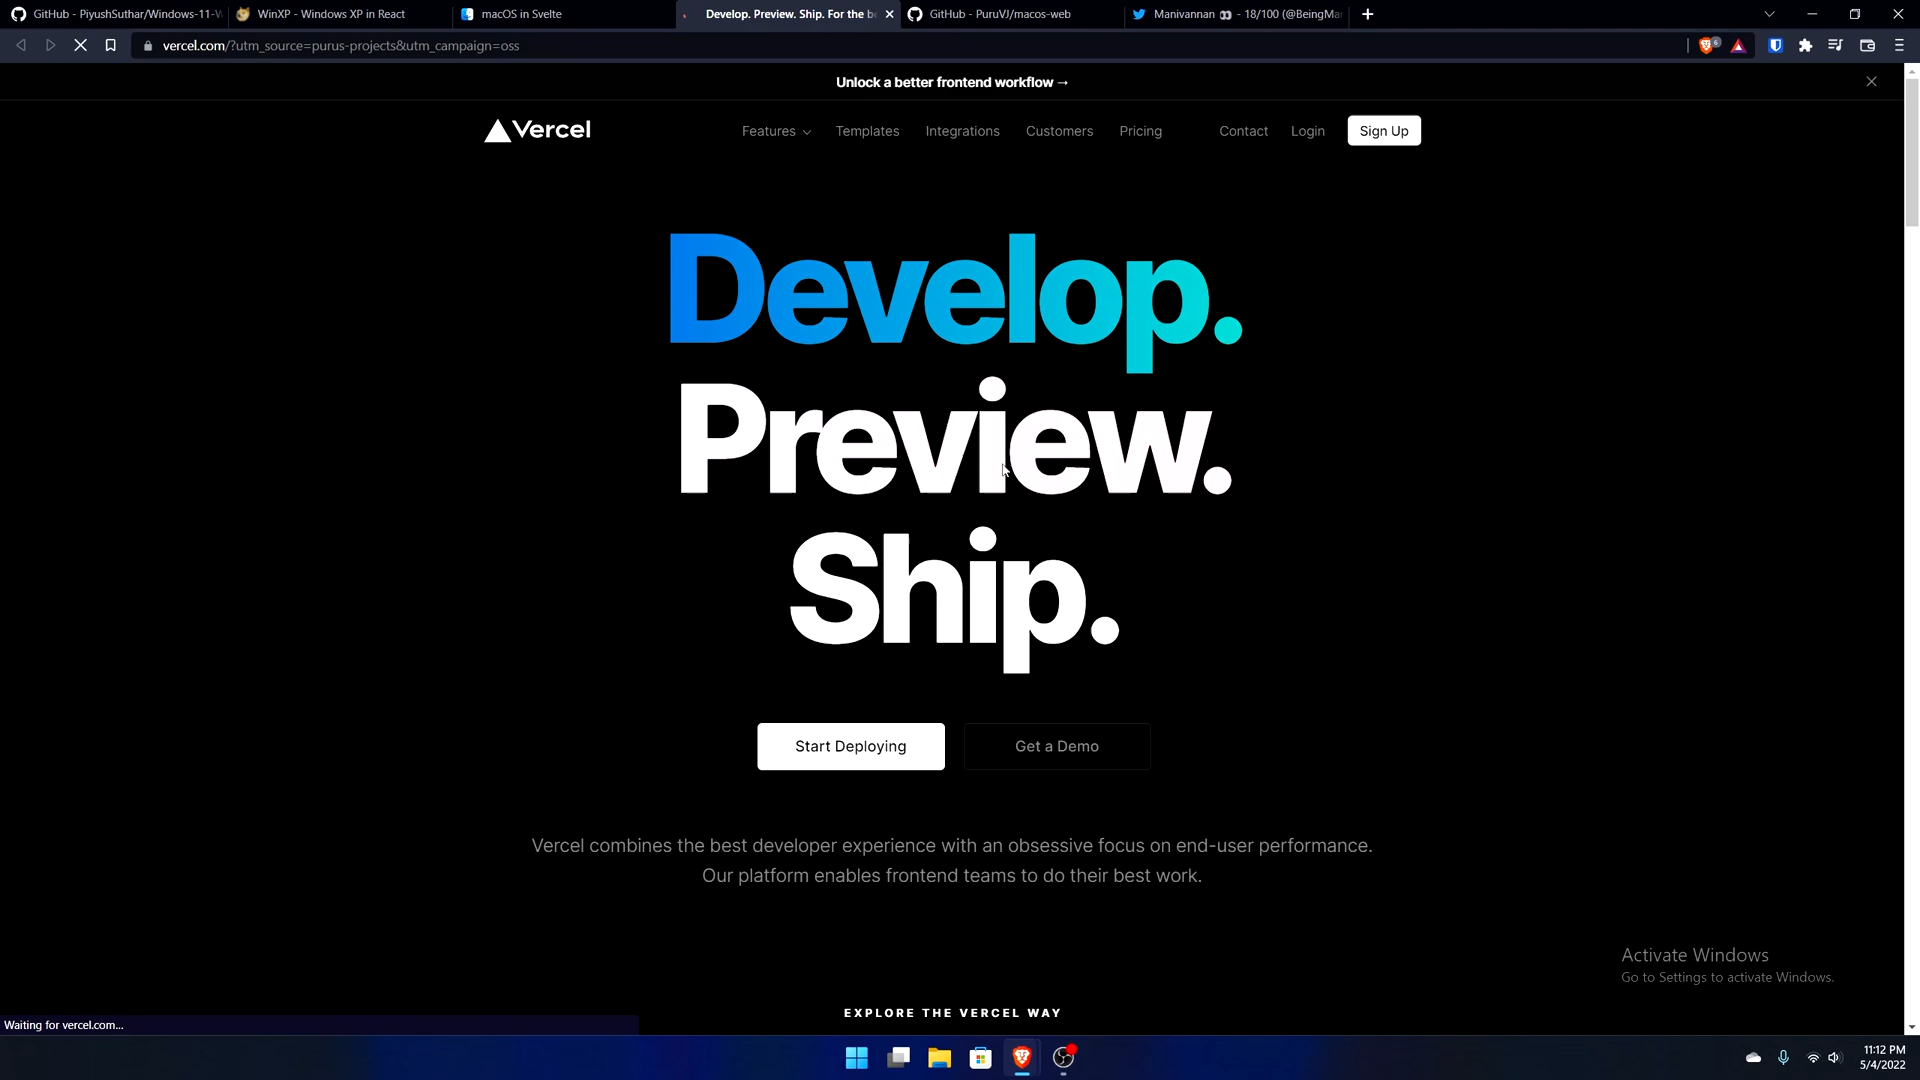 GitHub - PiyushSuthar/Windows-11-W
WinXP - Windows XP in React
macOS in Svelte
Develop. Preview. Ship. For the be
GitHub - PuruVJ/macos-web
Manivannan 👀 - 18/100 (@BeingMa
vercel.com/?utm_source=purus-projects&utm_campaign=oss
6
Unlock a better frontend workflow →
Vercel
Features
Templates
Integrations
Customers
Pricing
Contact
Login
Sign Up
Develop.
Preview.
Ship.
Start Deploying
Get a Demo
Vercel combines the best developer experience with an obsessive focus on end-user performance.
Our platform enables frontend teams to do their best work.
Activate Windows
Go to Settings to activate Windows.
EXPLORE THE VERCEL WAY
Waiting for vercel.com...
11:12 PM
5/4/2022